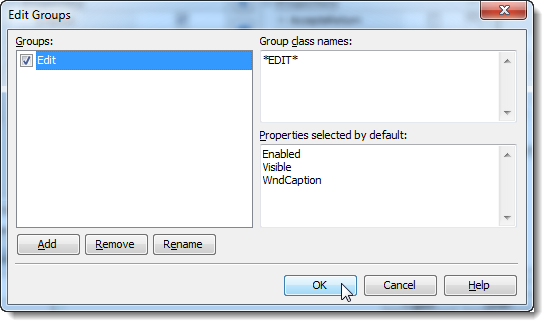 Edit Groups
Groups:
Edit
Group class names:
*EDIT*
Properties selected by default:
Enabled
Visible
WndCaption
Add Remove Rename
OK Cancel Help